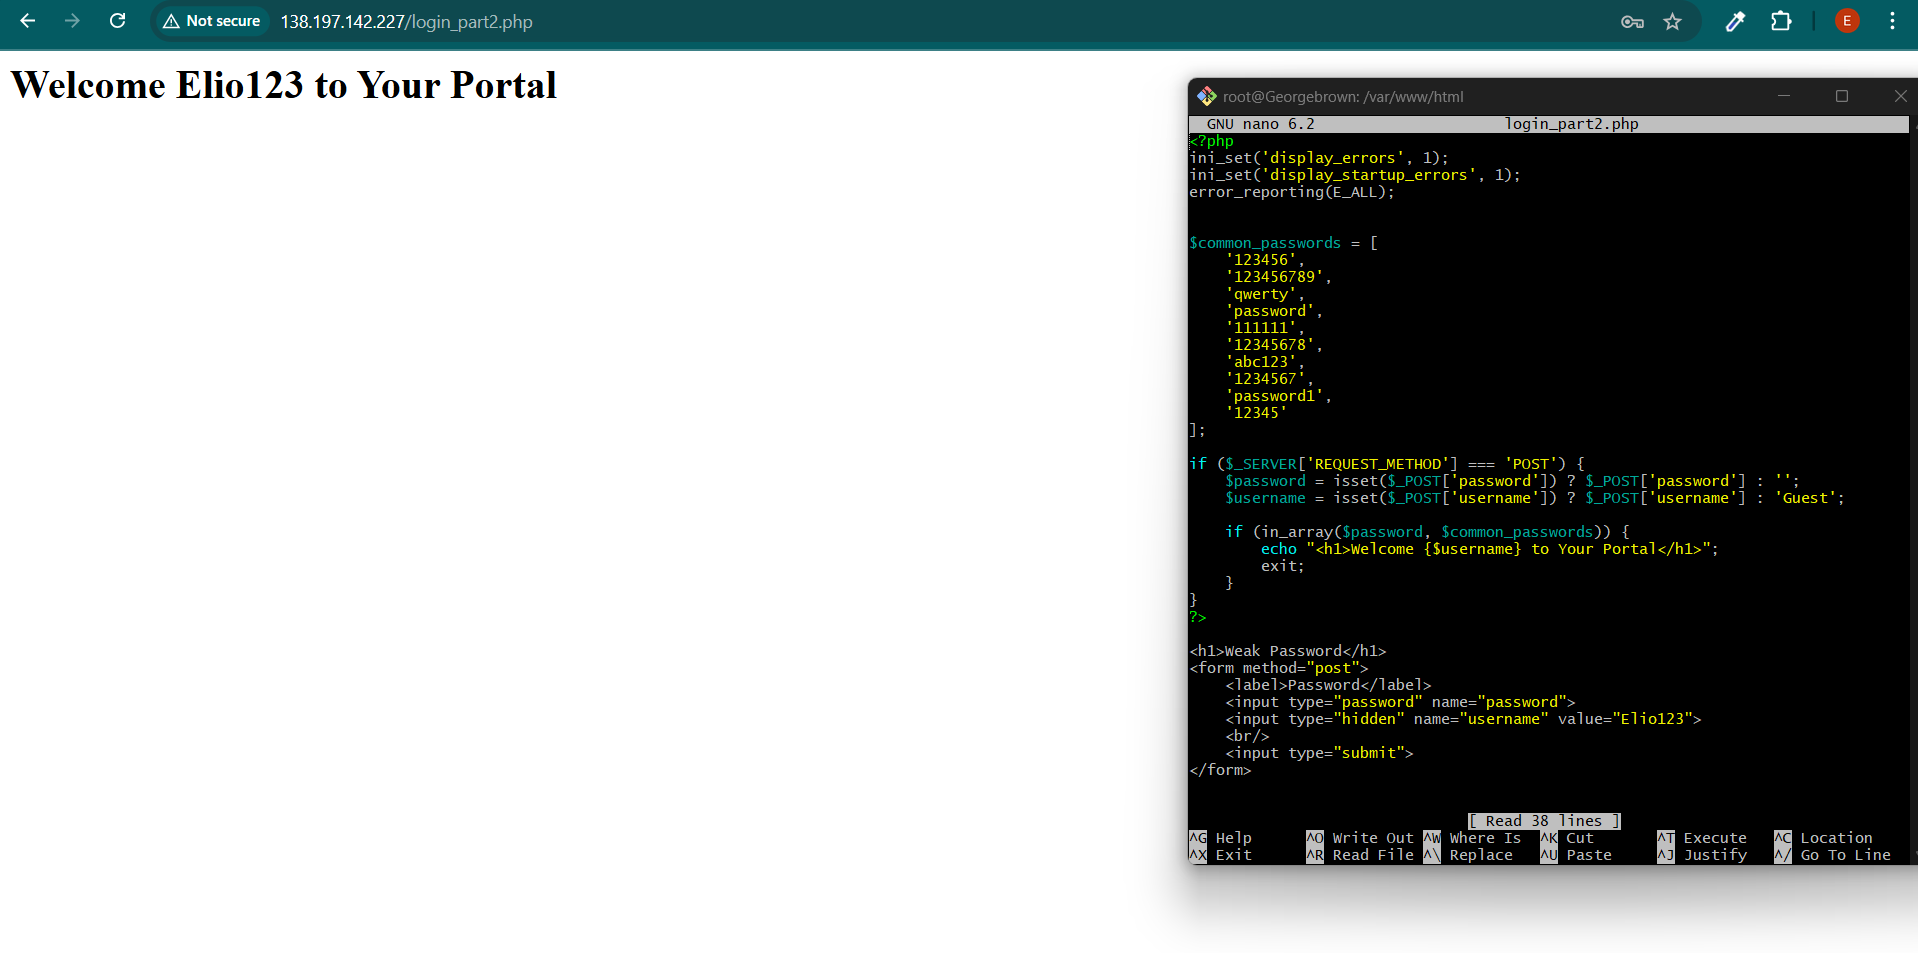 Not secure 138.197.142.227/login_part2.php
E
Welcome Elio123 to Your Portal
root@Georgebrown: /var/www/html
GNU nano 6.2 login_part2.php
<?php
ini_set('display_errors', 1);
ini_set('display_startup_errors', 1);
error_reporting(E_ALL);
$common_passwords = [
    '123456',
    '123456789',
    'qwerty',
    'password',
    '111111',
    '12345678',
    'abc123',
    '1234567',
    'password1',
    '12345'
];
if ($_SERVER['REQUEST_METHOD'] === 'POST') {
    $password = isset($_POST['password']) ? $_POST['password'] : '';
    $username = isset($_POST['username']) ? $_POST['username'] : 'Guest';
    if (in_array($password, $common_passwords)) {
        echo "<h1>Welcome {$username} to Your Portal</h1>";
        exit;
    }
}
?>
<h1>Weak Password</h1>
<form method="post">
    <label>Password</label>
    <input type="password" name="password">
    <input type="hidden" name="username" value="Elio123">
    <br/>
    <input type="submit">
</form>
[ Read 38 lines ]
^G Help ^O Write Out ^W Where Is ^K Cut ^T Execute ^C Location
^X Exit ^R Read File ^\ Replace ^U Paste ^J Justify ^/ Go To Line